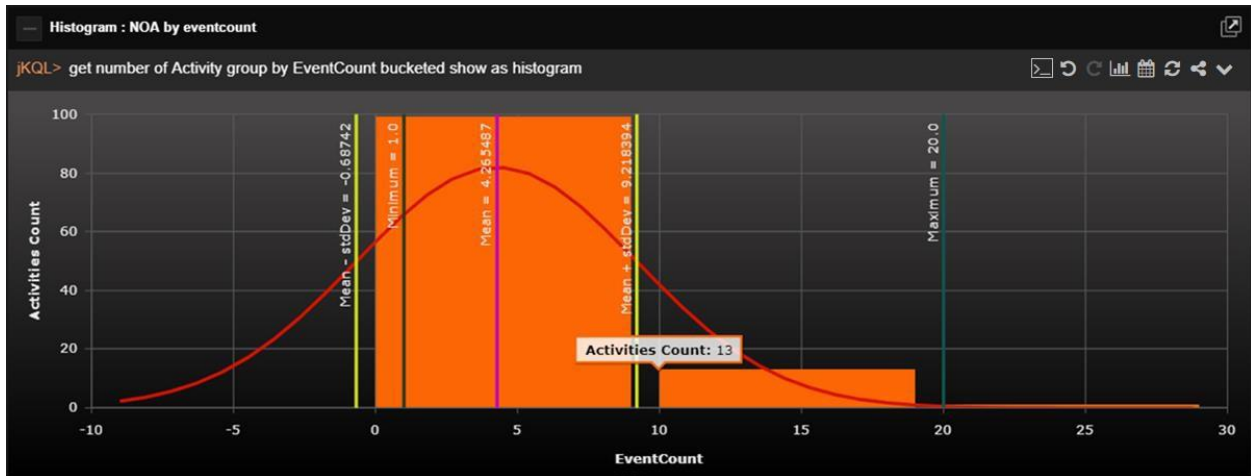 Histogram : NOA by eventcount
jKQL> get number of Activity group by EventCount bucketed show as histogram
100
80
60
40
20
0
Activities Count
Mean - stdDev = -0.68742
Minimum = 1.0
Mean = 4.265487
Mean + stdDev = 9.218394
Maximum = 20.0
Activities Count: 13
-10
-5
0
5
10
15
20
25
30
EventCount